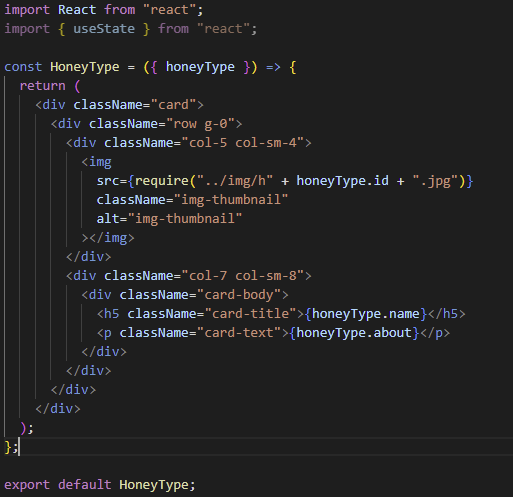 import React from "react";
import { useState } from "react";
const HoneyType = ({ honeyType }) => {
return (
<div className="card">
<div className="row g-0">
<div className="col-5 col-sm-4">
<img
src={require("../img/h" + honeyType.id + ".jpg")}
className="img-thumbnail"
alt="img-thumbnail"
></img>
</div>
<div className="col-7 col-sm-8">
<div className="card-body">
<h5 className="card-title">{honeyType.name}</h5>
<p className="card-text">{honeyType.about}</p>
</div>
</div>
</div>
</div>
);
};
export default HoneyType;